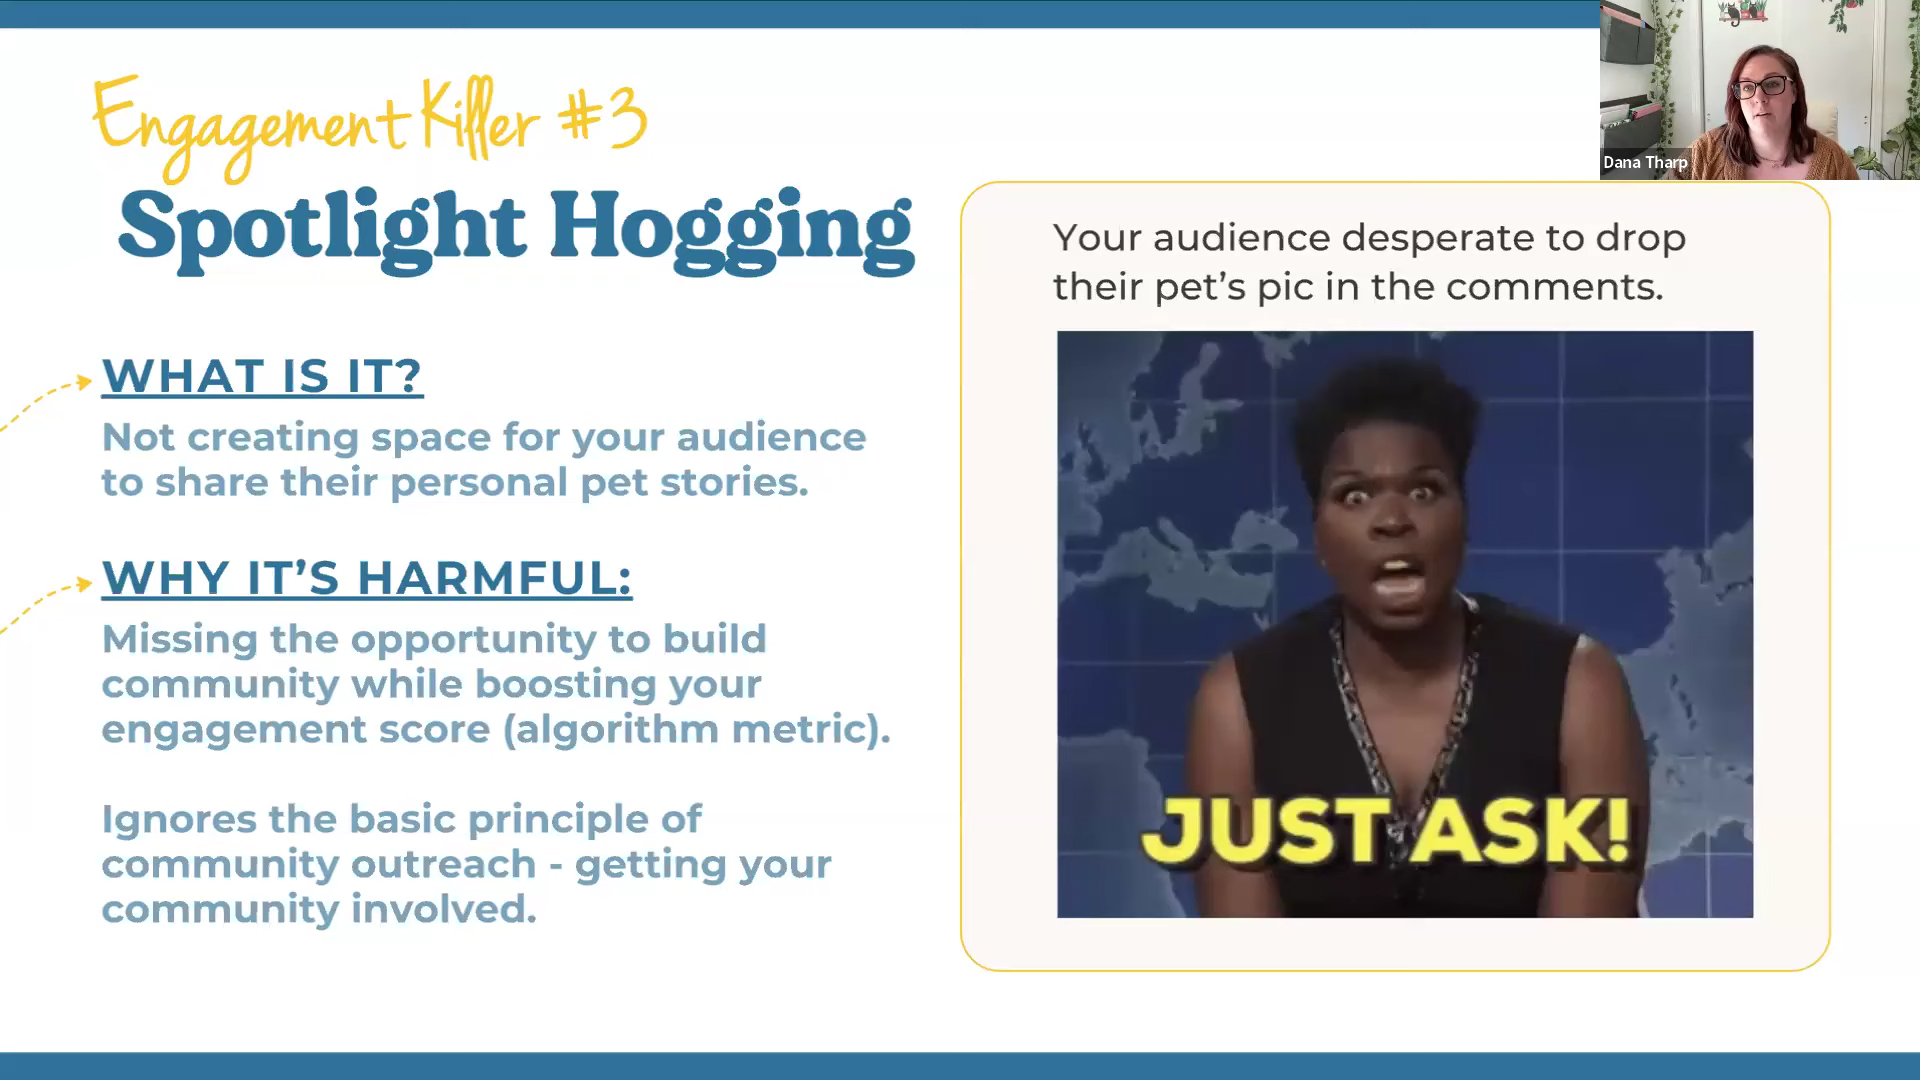 Engagement Killer #3
Spotlight Hogging
WHAT IS IT?
Not creating space for your audience
to share their personal pet stories.
WHY IT’S HARMFUL:
Missing the opportunity to build
community while boosting your
engagement score (algorithm metric).
Ignores the basic principle of
community outreach - getting your
community involved.
Your audience desperate to drop
their pet’s pic in the comments.
JUST ASK!
Dana Tharp